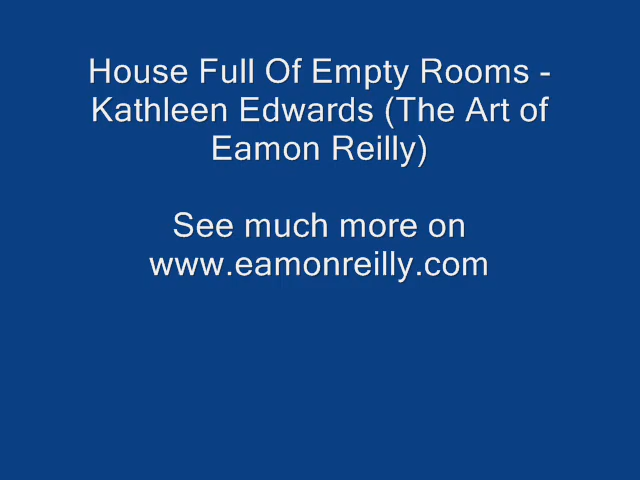 House Full Of Empty Rooms -
Kathleen Edwards (The Art of
Eamon Reilly)
See much more on
www.eamonreilly.com